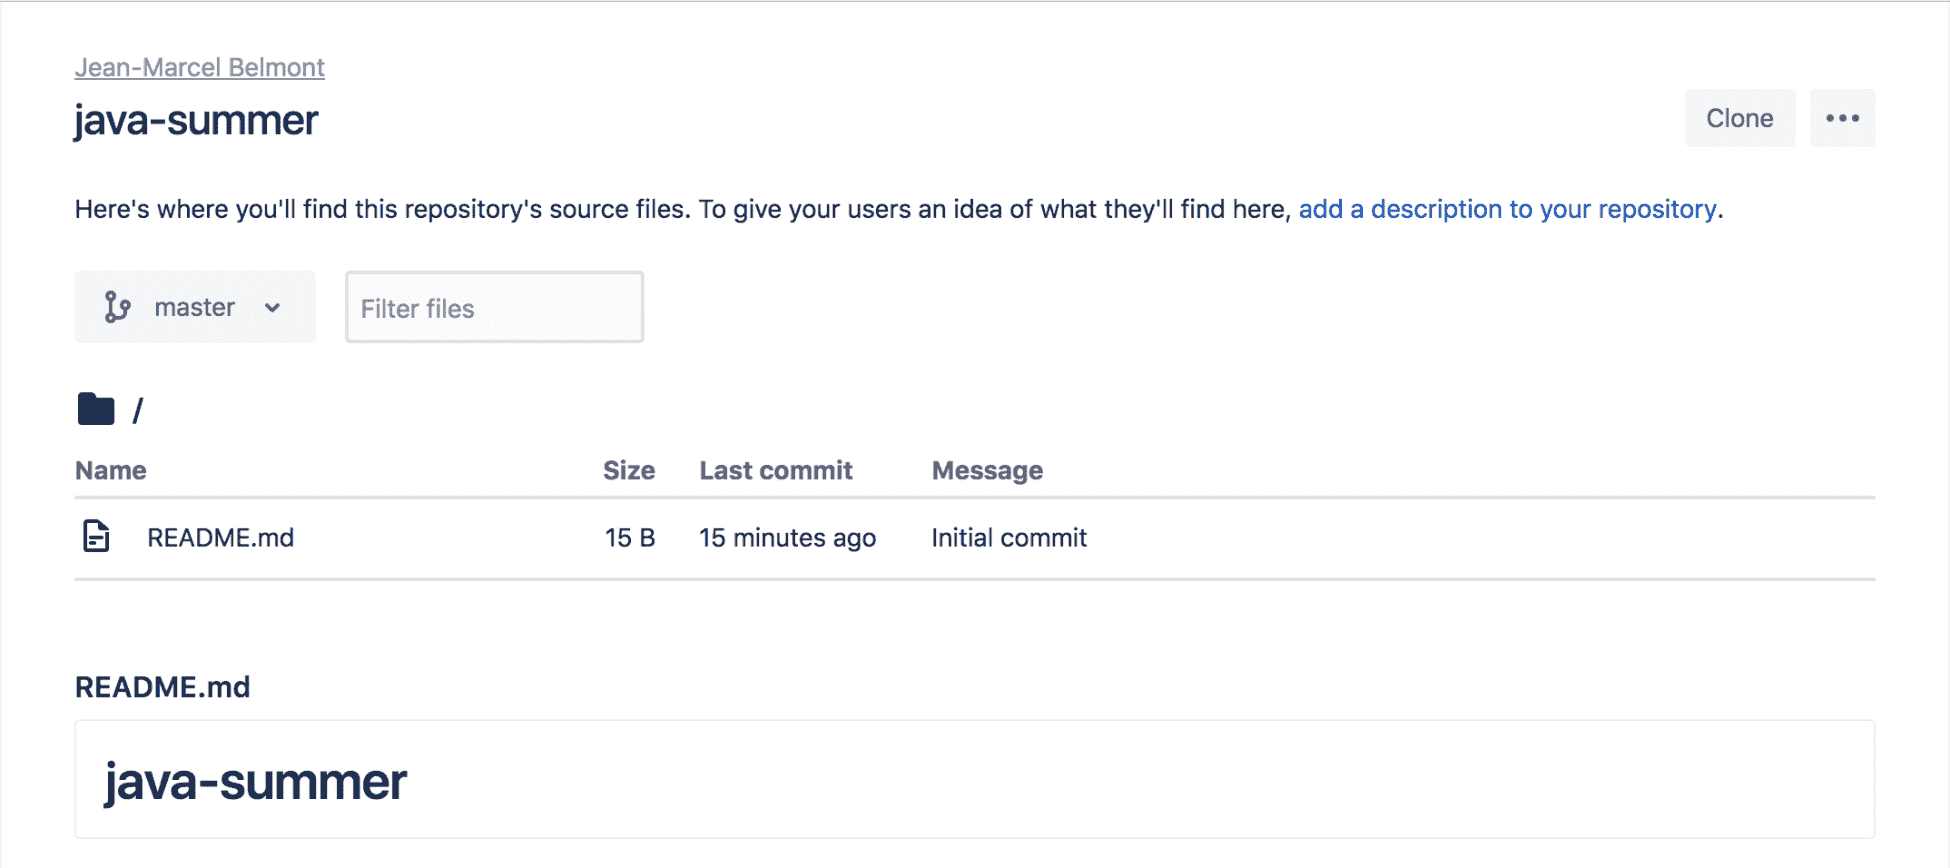 Jean-Marcel Belmont
java-summer
Clone
Here's where you'll find this repository's source files. To give your users an idea of what they'll find here, add a description to your repository.
master
Filter files
/
Name Size Last commit Message
README.md 15 B 15 minutes ago Initial commit
README.md
java-summer